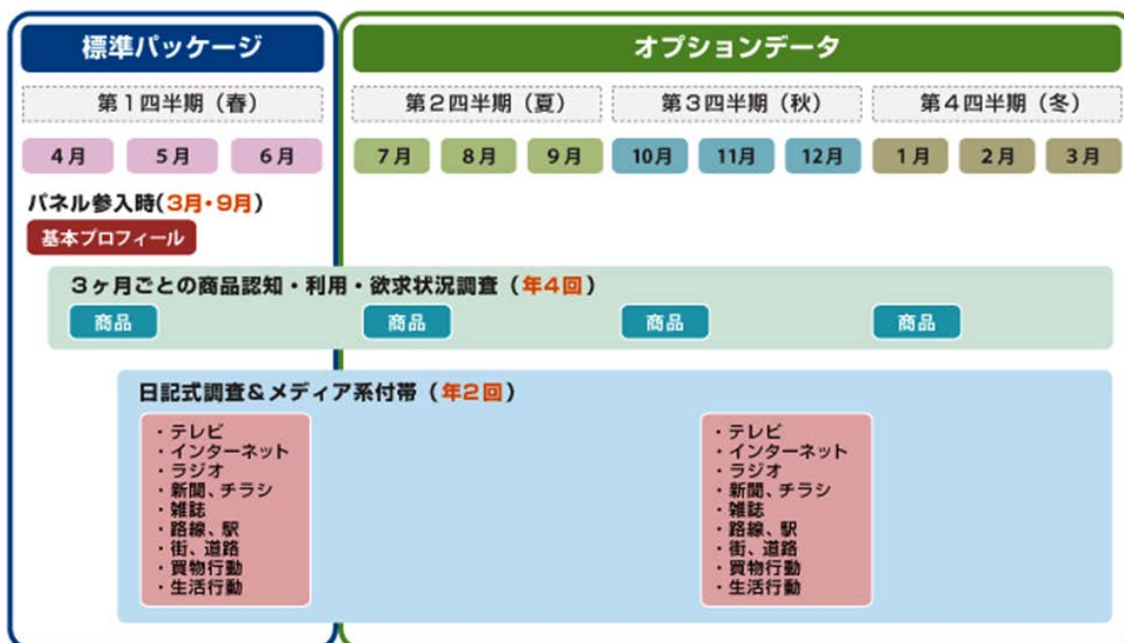 標準パッケージ
オプションデータ
第1四半期（春）
第2四半期（夏）
第3四半期（秋）
第4四半期（冬）
4月
5月
6月
7月
8月
9月
10月
11月
12月
1月
2月
3月
パネル参入時(3月・9月)
基本プロフィール
3ヶ月ごとの商品認知・利用・欲求状況調査（年4回）
商品
商品
商品
商品
日記式調査＆メディア系付帯（年2回）
・テレビ
・インターネット
・ラジオ
・新聞、チラシ
・雑誌
・路線、駅
・街、道路
・買物行動
・生活行動
・テレビ
・インターネット
・ラジオ
・新聞、チラシ
・雑誌
・路線、駅
・街、道路
・買物行動
・生活行動